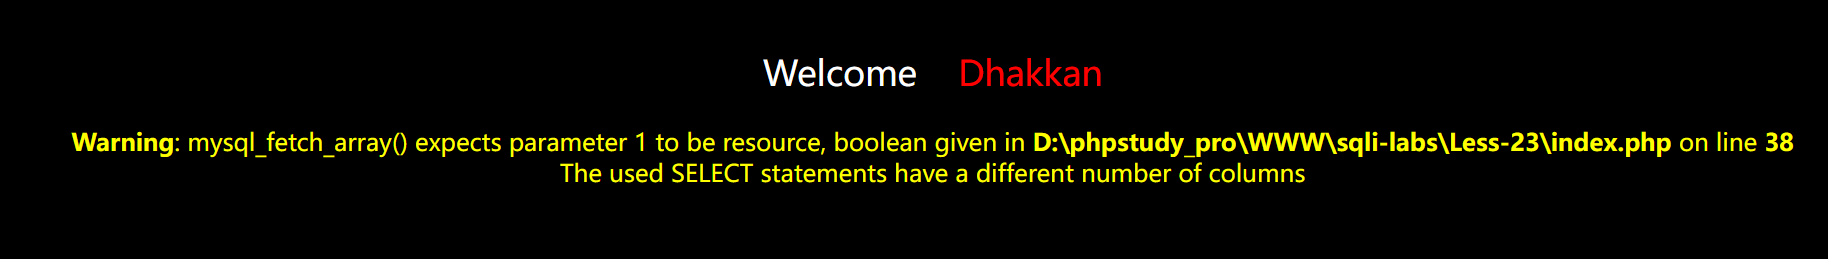 Welcome Dhakkan
Warning: mysql_fetch_array() expects parameter 1 to be resource, boolean given in D:\phpstudy_pro\WWW\sqli-labs\Less-23\index.php on line 38
The used SELECT statements have a different number of columns